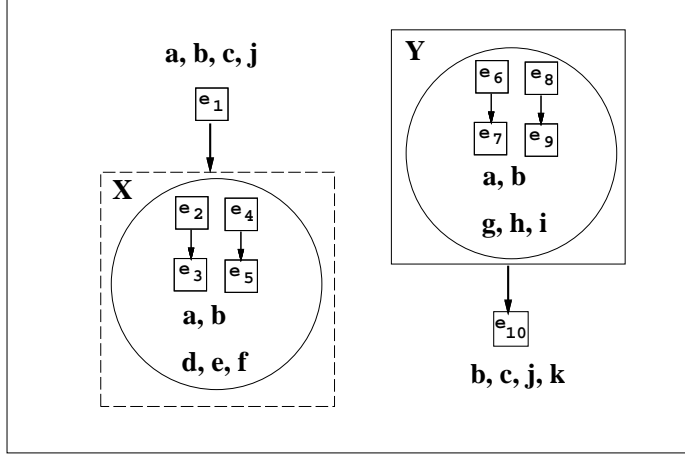 a, b, c, j
e1
X
e2 e4
e3 e5
a, b
d, e, f
Y
e6 e8
e7 e9
a, b
g, h, i
e10
b, c, j, k